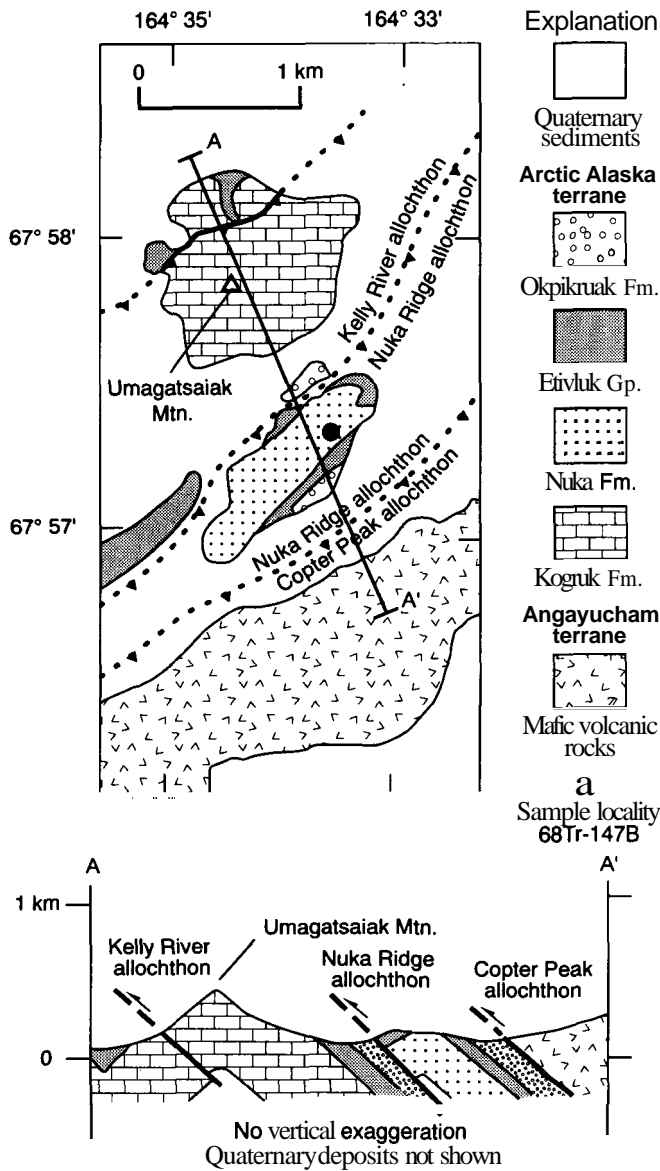 164° 35'
164° 33'
0
1 km
A
67° 58'
Kelly River allochthon
Nuka Ridge allochthon
Umagatsaiak
Mtn.
67° 57'
Nuka Ridge allochthon
Copter Peak allochthon
A'
Explanation
Quaternary
sediments
Arctic Alaska
terrane
Okpikruak Fm.
Etivluk Gp.
Nuka Fm.
Kogruk Fm.
Angayucham
terrane
Mafic volcanic
rocks
a
Sample locality
68Tr-147B
A
A'
1 km
0
Kelly River
allochthon
Umagatsaiak Mtn.
Nuka Ridge
allochthon
Copter Peak
allochthon
No vertical exaggeration
Quaternary deposits not shown